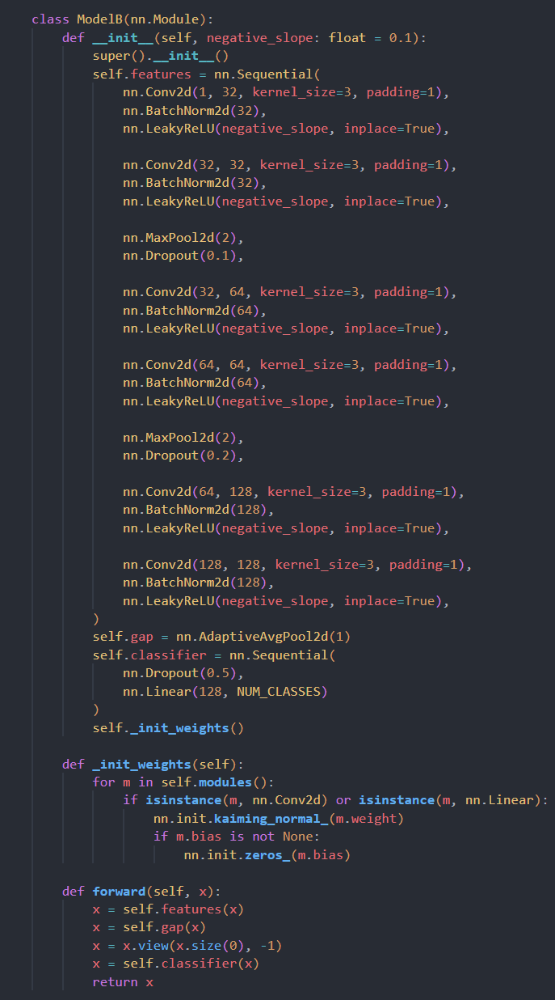 class ModelB(nn.Module):
    def __init__(self, negative_slope: float = 0.1):
        super().__init__()
        self.features = nn.Sequential(
            nn.Conv2d(1, 32, kernel_size=3, padding=1),
            nn.BatchNorm2d(32),
            nn.LeakyReLU(negative_slope, inplace=True),

            nn.Conv2d(32, 32, kernel_size=3, padding=1),
            nn.BatchNorm2d(32),
            nn.LeakyReLU(negative_slope, inplace=True),

            nn.MaxPool2d(2),
            nn.Dropout(0.1),

            nn.Conv2d(32, 64, kernel_size=3, padding=1),
            nn.BatchNorm2d(64),
            nn.LeakyReLU(negative_slope, inplace=True),

            nn.Conv2d(64, 64, kernel_size=3, padding=1),
            nn.BatchNorm2d(64),
            nn.LeakyReLU(negative_slope, inplace=True),

            nn.MaxPool2d(2),
            nn.Dropout(0.2),

            nn.Conv2d(64, 128, kernel_size=3, padding=1),
            nn.BatchNorm2d(128),
            nn.LeakyReLU(negative_slope, inplace=True),

            nn.Conv2d(128, 128, kernel_size=3, padding=1),
            nn.BatchNorm2d(128),
            nn.LeakyReLU(negative_slope, inplace=True),
        )
        self.gap = nn.AdaptiveAvgPool2d(1)
        self.classifier = nn.Sequential(
            nn.Dropout(0.5),
            nn.Linear(128, NUM_CLASSES)
        )
        self._init_weights()

    def _init_weights(self):
        for m in self.modules():
            if isinstance(m, nn.Conv2d) or isinstance(m, nn.Linear):
                nn.init.kaiming_normal_(m.weight)
                if m.bias is not None:
                    nn.init.zeros_(m.bias)

    def forward(self, x):
        x = self.features(x)
        x = self.gap(x)
        x = x.view(x.size(0), -1)
        x = self.classifier(x)
        return x